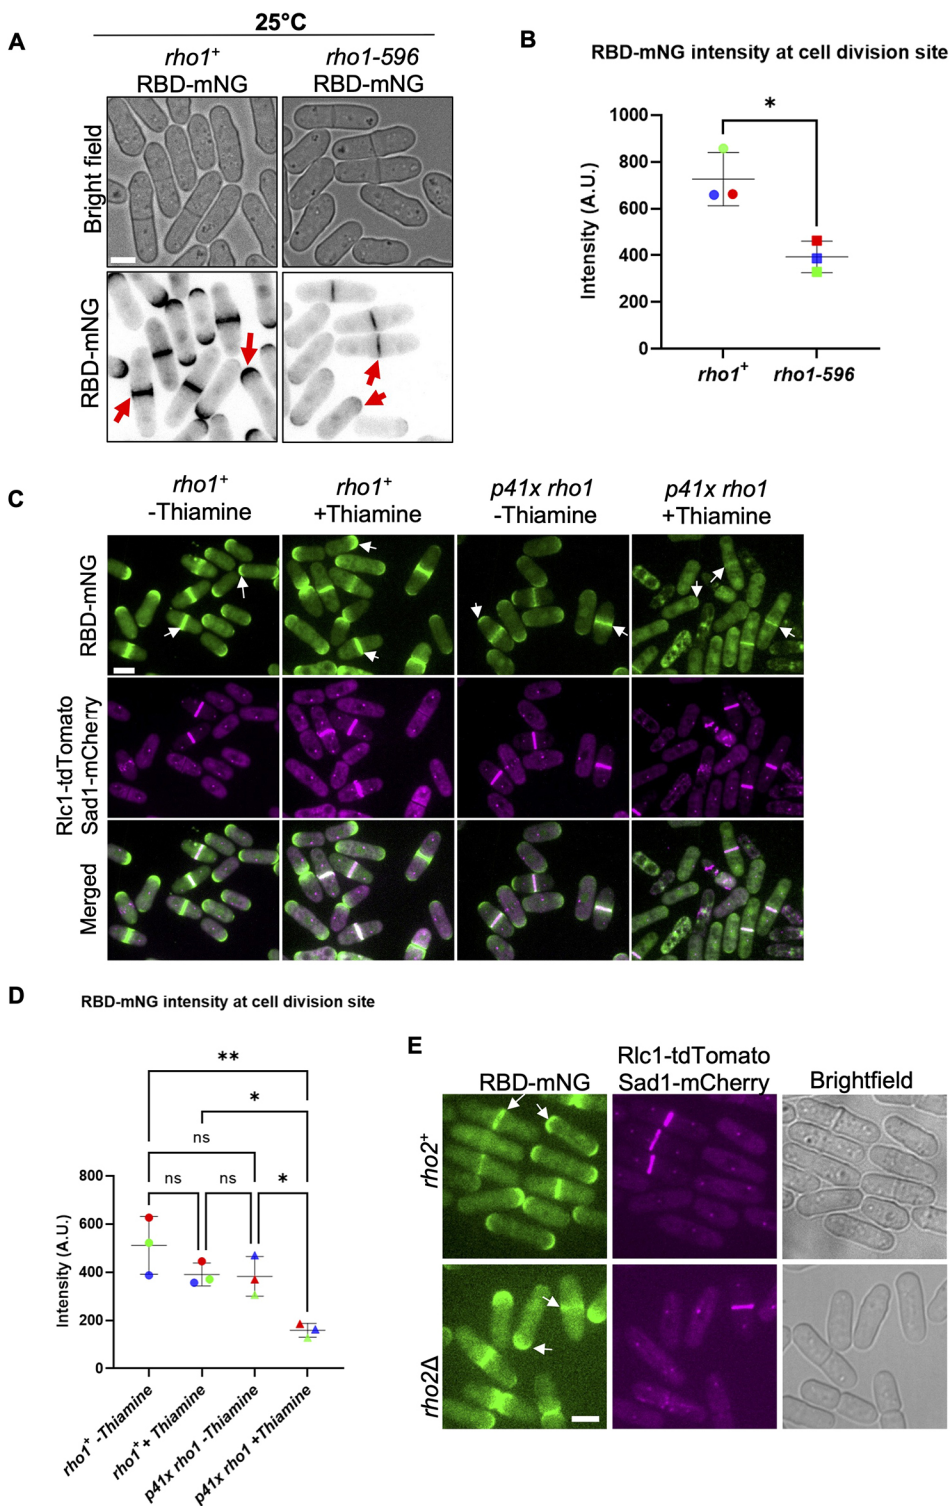 A
25°C
rho1⁺
RBD-mNG
rho1-596
RBD-mNG
Bright field
RBD-mNG
B
RBD-mNG intensity at cell division site
*
Intensity (A.U.)
1000
800
600
400
200
0
rho1⁺
rho1-596
C
rho1⁺
-Thiamine
rho1⁺
+Thiamine
p41x rho1
-Thiamine
p41x rho1
+Thiamine
RBD-mNG
Rlc1-tdTomato
Sad1-mCherry
Merged
D
RBD-mNG intensity at cell division site
**
*
ns
ns
ns
*
Intensity (A.U.)
800
600
400
200
0
rho1⁺ -Thiamine
rho1⁺ + Thiamine
p41x rho1 -Thiamine
p41x rho1 +Thiamine
E
RBD-mNG
Rlc1-tdTomato
Sad1-mCherry
Brightfield
rho2⁺
rho2Δ